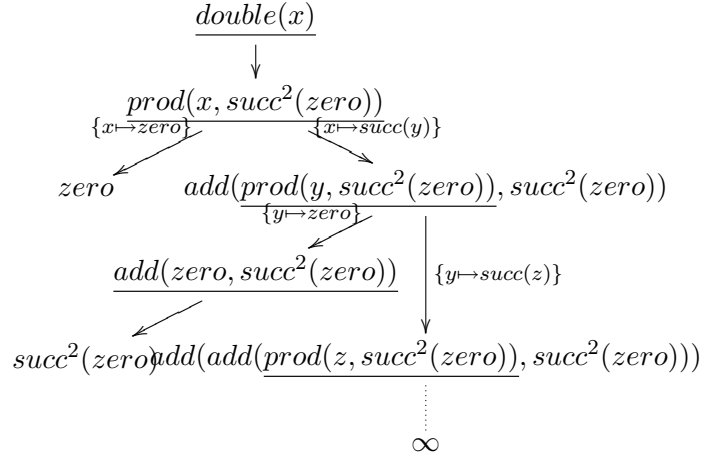 double(x)
prod(x, succ²(zero))
{x↦zero} {x↦succ(y)}
zero add(prod(y, succ²(zero)), succ²(zero))
{y↦zero}
add(zero, succ²(zero))
{y↦succ(z)}
succ²(zero) add(add(prod(z, succ²(zero)), succ²(zero)))
∞